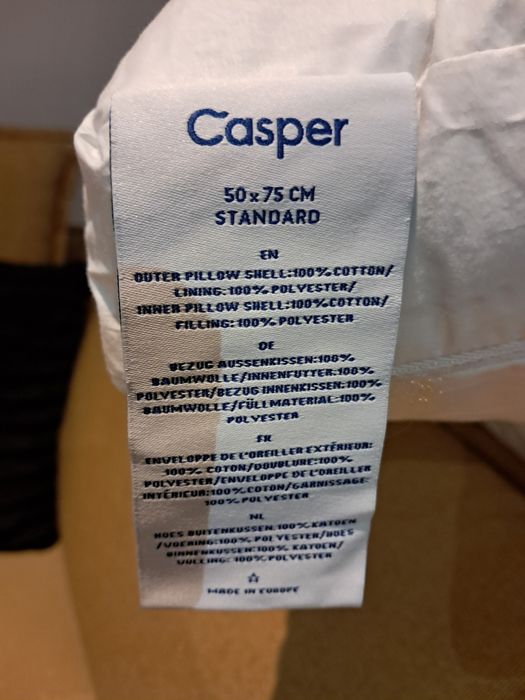 Casper
50 x 75 CM
STANDARD
EN
OUTER PILLOW SHELL:100% COTTON/
LINING: 100% POLYESTER/
INNER PILLOW SHELL:100% COTTON/
FILLING: 100% POLYESTER
DE
BEZUG AUSSENKISSEN:100%
BAUMWOLLE/INNENFUTTER:100%
POLYESTER/BEZUG INNENKISSEN:100%
BAUMWOLLE/FÜLLMATERIAL:100%
POLYESTER
FR
ENVELOPPE DE L'OREILLER EXTÉRIEUR:
100% COTON/DOUBLURE:100%
POLYESTER/ENVELOPPE DE L'OREILLER
INTÉRIEUR:100% COTON/GARNISSAGE:
100% POLYESTER
NL
HOES BUITENKUSSEN:100% KATOEN
/VOERING:100% POLYESTER/HOES
BINNENKUSSEN:100% KATOEN/
VULLING: 100% POLYESTER
MADE IN EUROPE